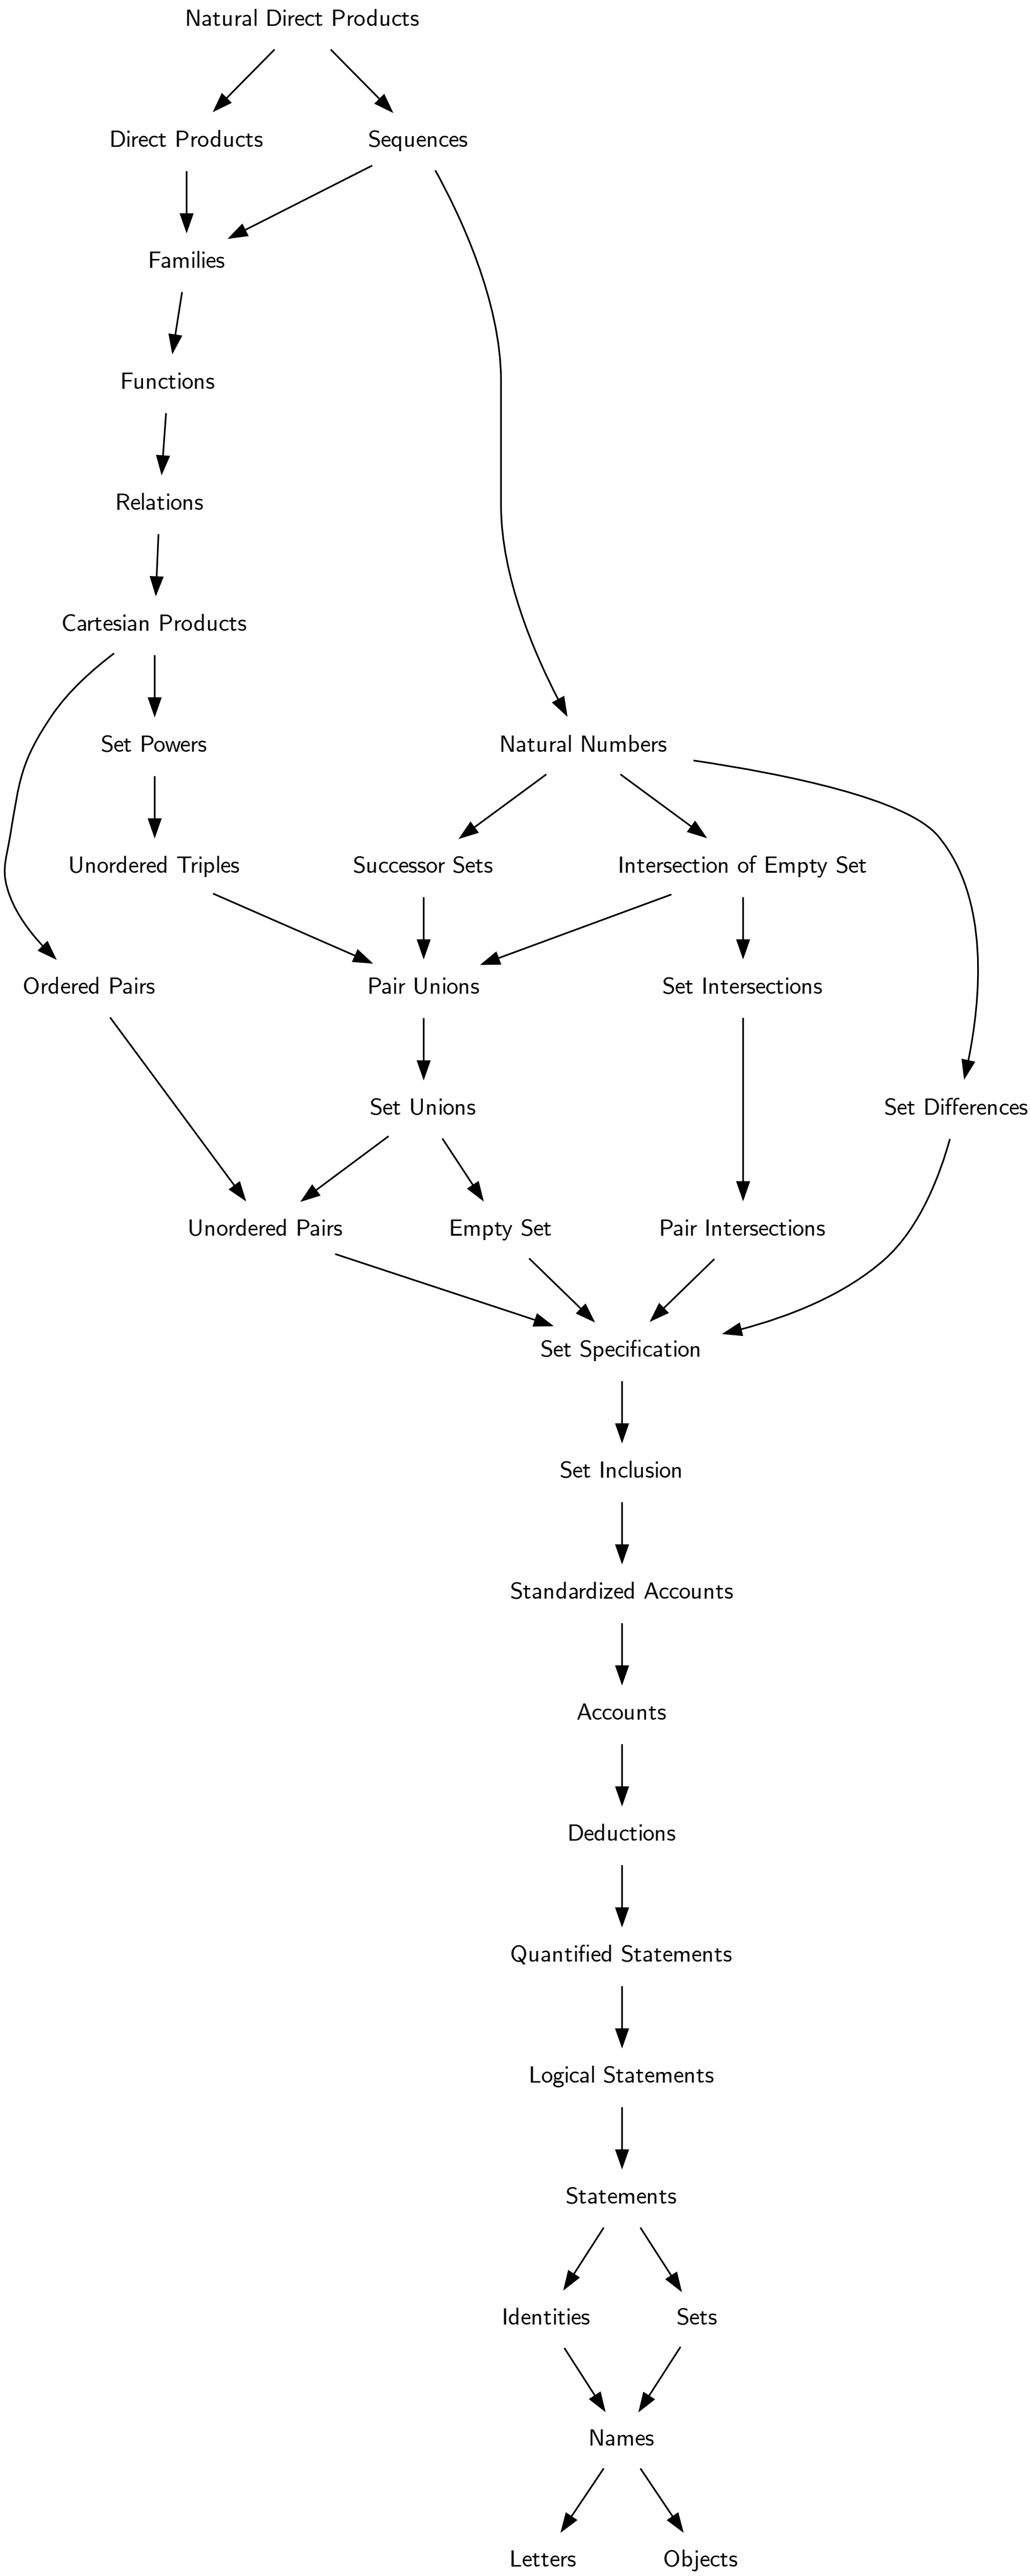 Natural Direct Products
Direct Products
Sequences
Families
Functions
Relations
Cartesian Products
Set Powers
Natural Numbers
Unordered Triples
Successor Sets
Intersection of Empty Set
Ordered Pairs
Pair Unions
Set Intersections
Set Unions
Set Differences
Unordered Pairs
Empty Set
Pair Intersections
Set Specification
Set Inclusion
Standardized Accounts
Accounts
Deductions
Quantified Statements
Logical Statements
Statements
Identities
Sets
Names
Letters
Objects